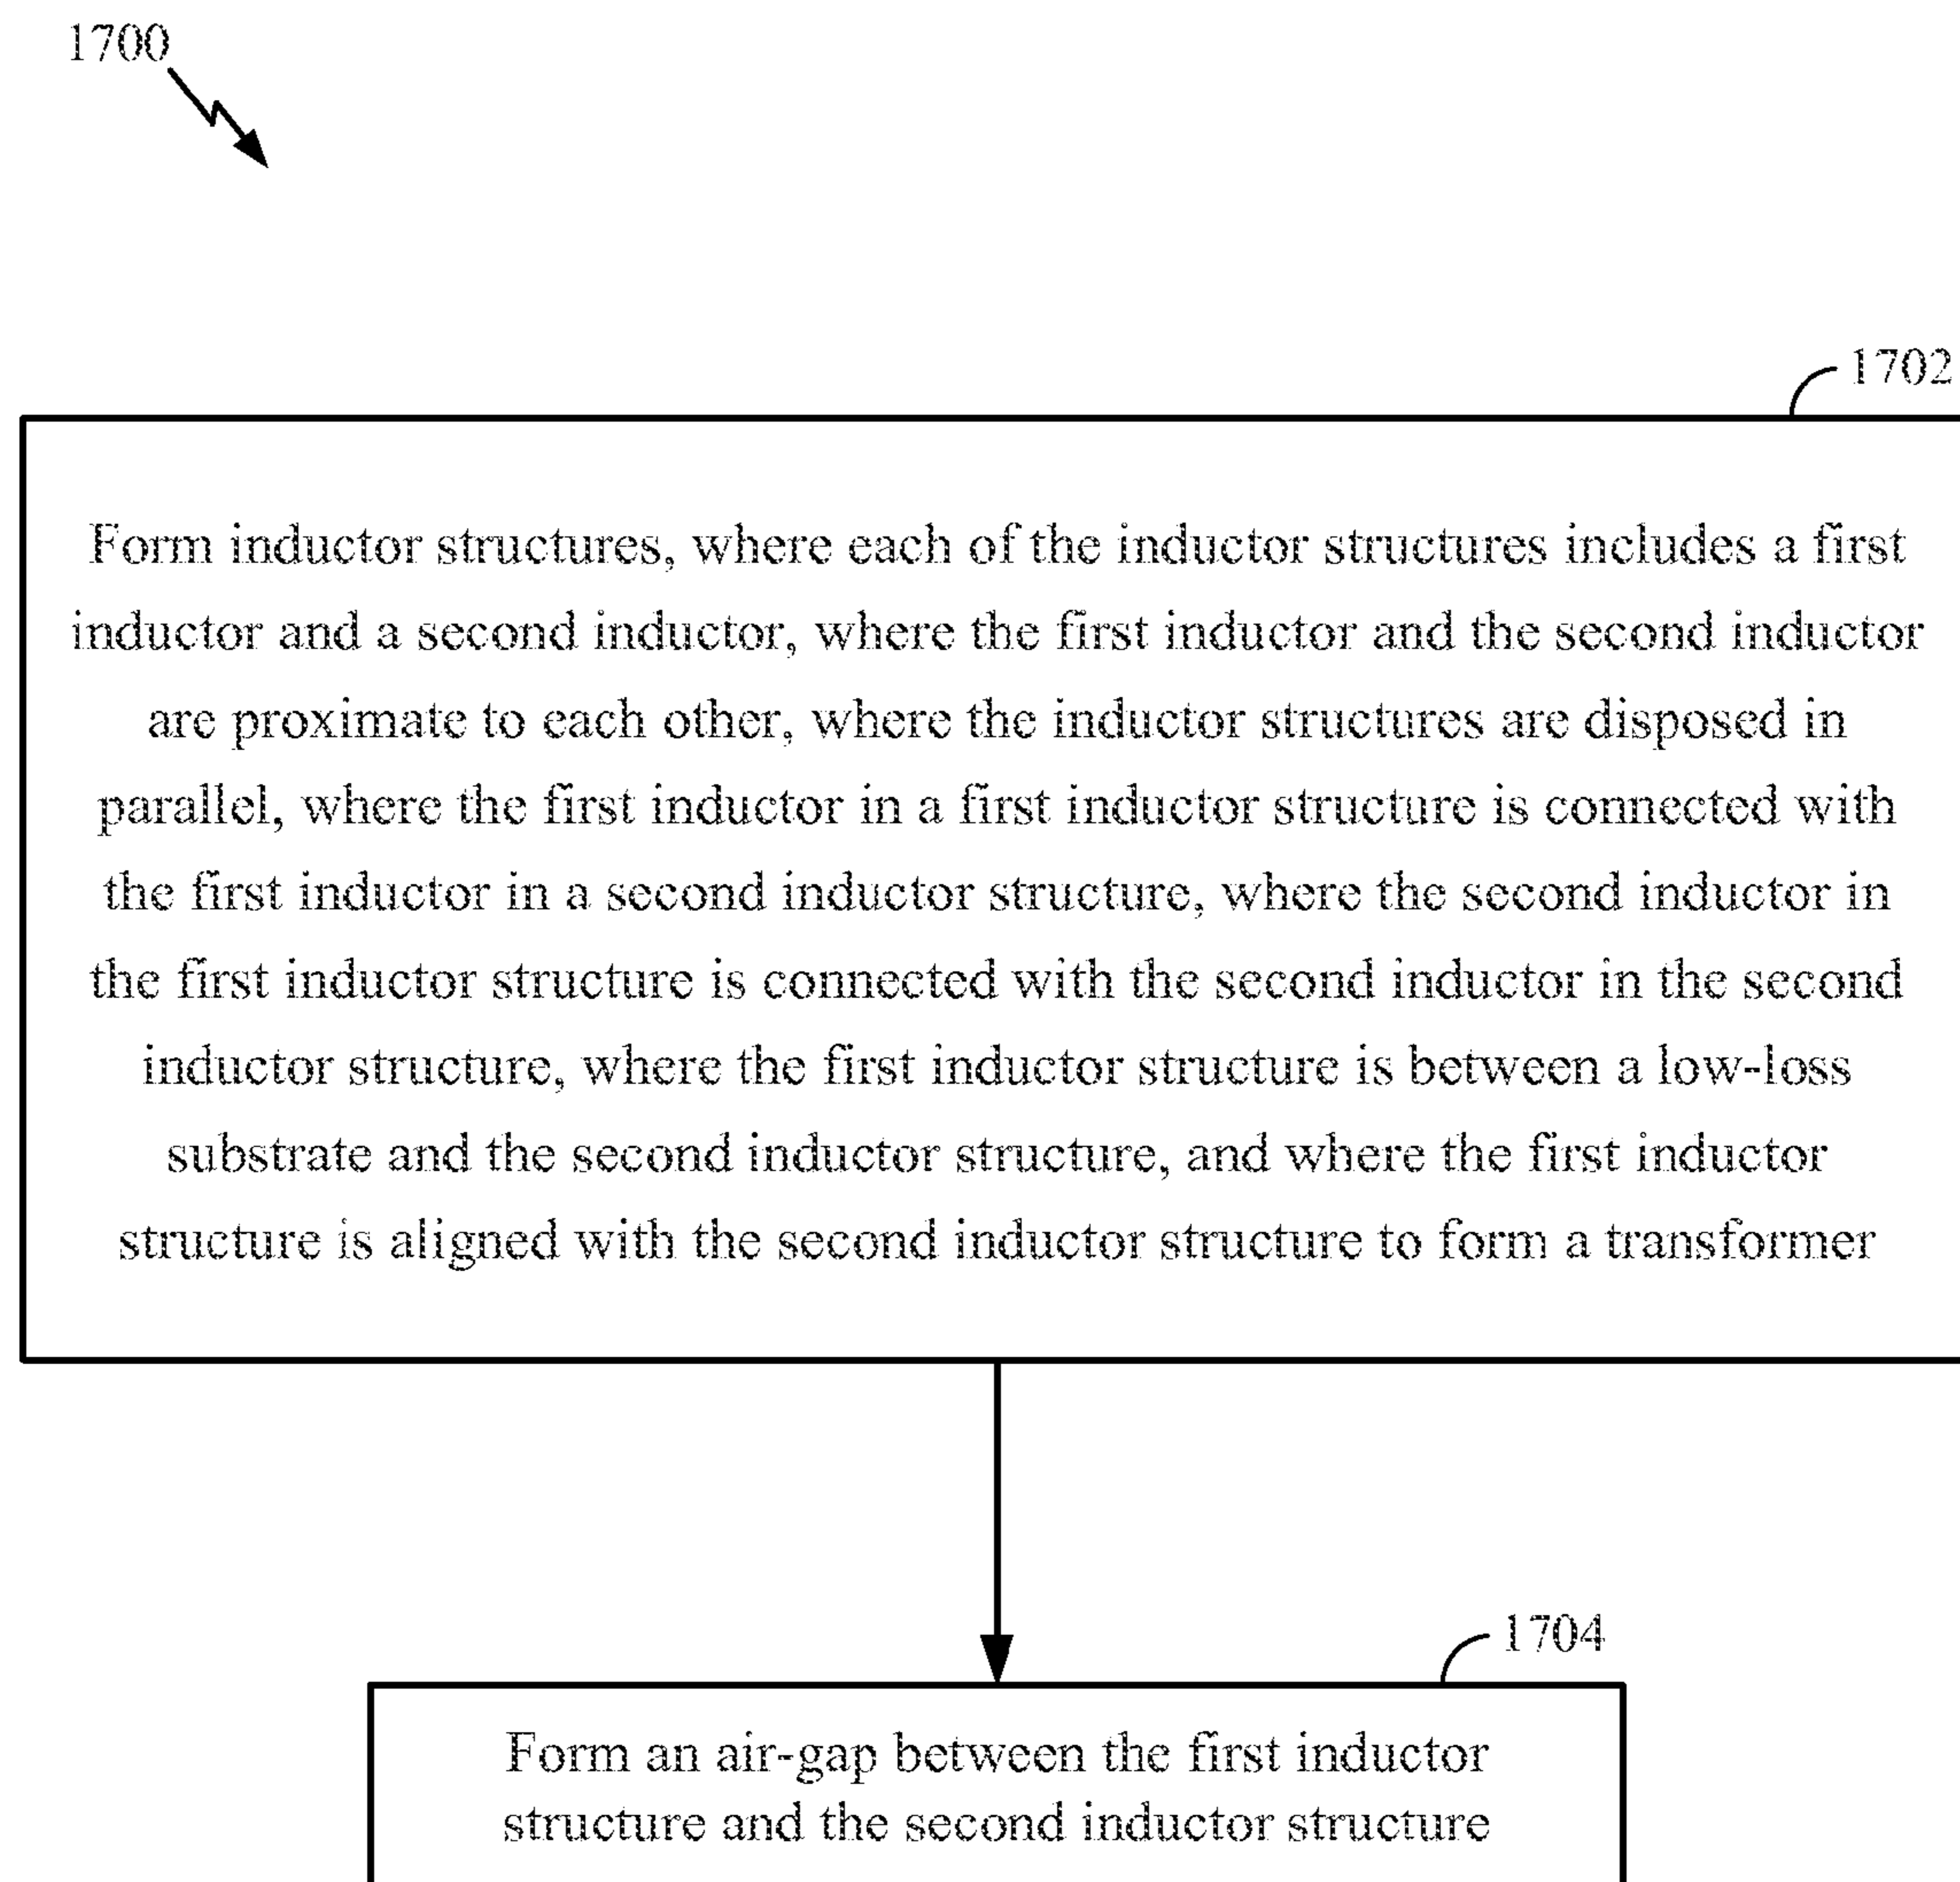 1700
1702
Form inductor structures, where each of the inductor structures includes a first
inductor and a second inductor, where the first inductor and the second inductor
are proximate to each other, where the inductor structures are disposed in
parallel, where the first inductor in a first inductor structure is connected with
the first inductor in a second inductor structure, where the second inductor in
the first inductor structure is connected with the second inductor in the second
inductor structure, where the first inductor structure is between a low-loss
substrate and the second inductor structure, and where the first inductor
structure is aligned with the second inductor structure to form a transformer
1704
Form an air-gap between the first inductor
structure and the second inductor structure